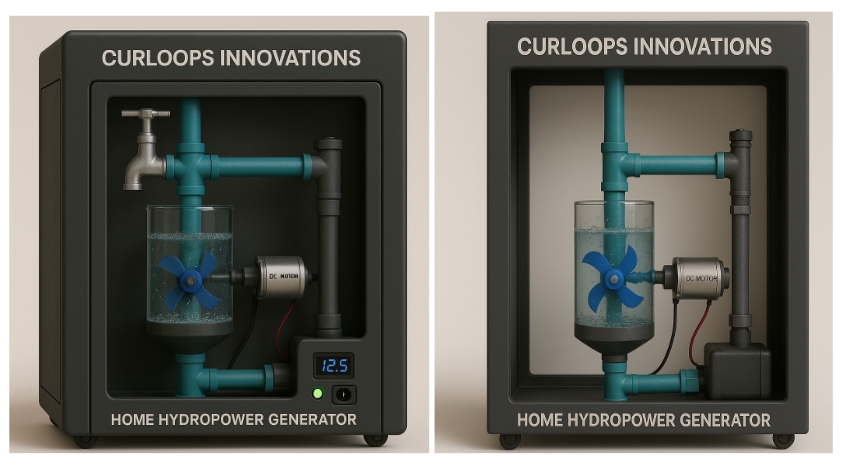 CURLOOPS INNOVATIONS
DC MOTOR
12.5
HOME HYDROPOWER GENERATOR
CURLOOPS INNOVATIONS
DC MOTOR
HOME HYDROPOWER GENERATOR